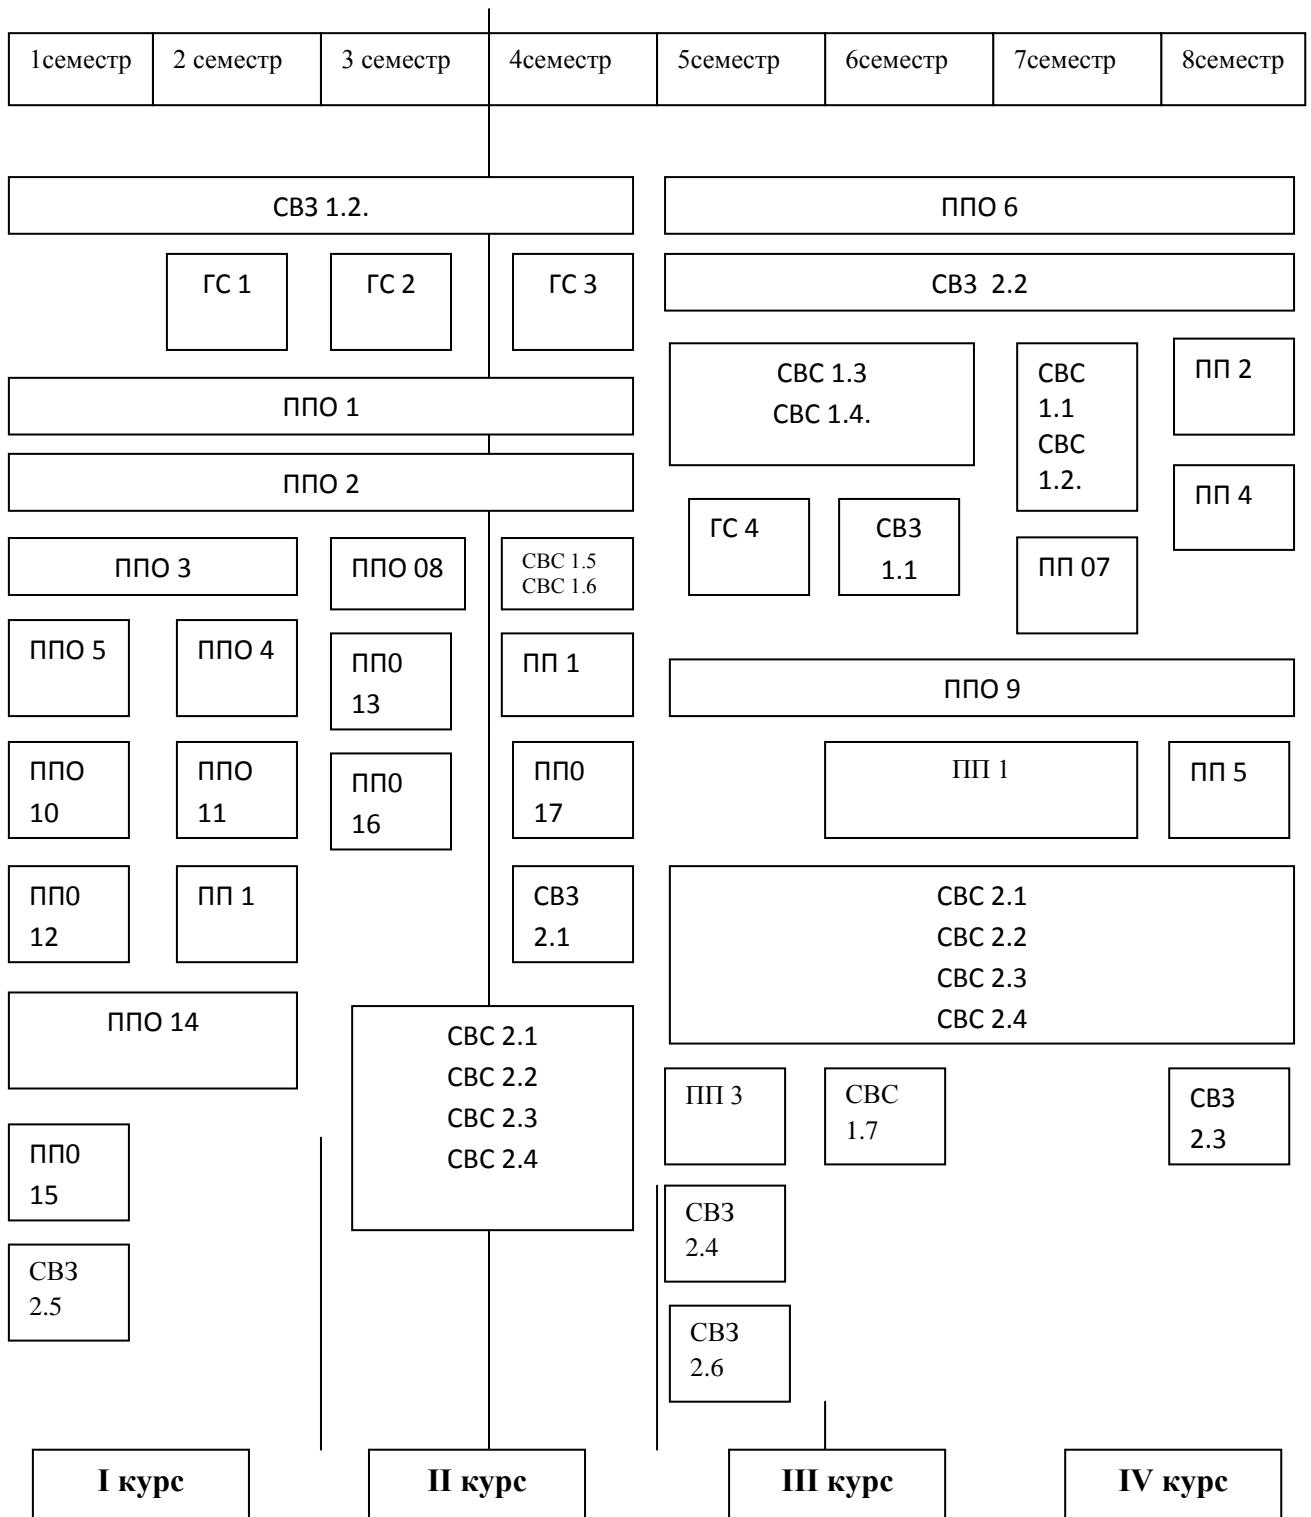 1семестр 2 семестр 3 семестр 4семестр 5семестр 6семестр 7семестр 8семестр
СВЗ 1.2. ППО 6
ГС 1 ГС 2 ГС 3 СВЗ 2.2
СВС 1.3
СВС 1.4.
СВС
1.1
СВС
1.2.
ПП 2
ППО 1
ППО 2
ПП 4
ГС 4
СВЗ
1.1
ППО 3 ППО 08
СВС 1.5
СВС 1.6
ПП 07
ППО 5 ППО 4
ПП0
13
ПП 1
ППО 9
ППО
10
ППО
11
ПП0
16
ПП0
17
ПП 1
ПП 5
ПП0
12
ПП 1
СВЗ
2.1
СВС 2.1
СВС 2.2
СВС 2.3
СВС 2.4
ППО 14
СВС 2.1
СВС 2.2
СВС 2.3
СВС 2.4
ПП 3
СВС
1.7
СВЗ
2.3
ПП0
15
СВЗ
2.4
СВЗ
2.5
СВЗ
2.6
I курс II курс III курс IV курс